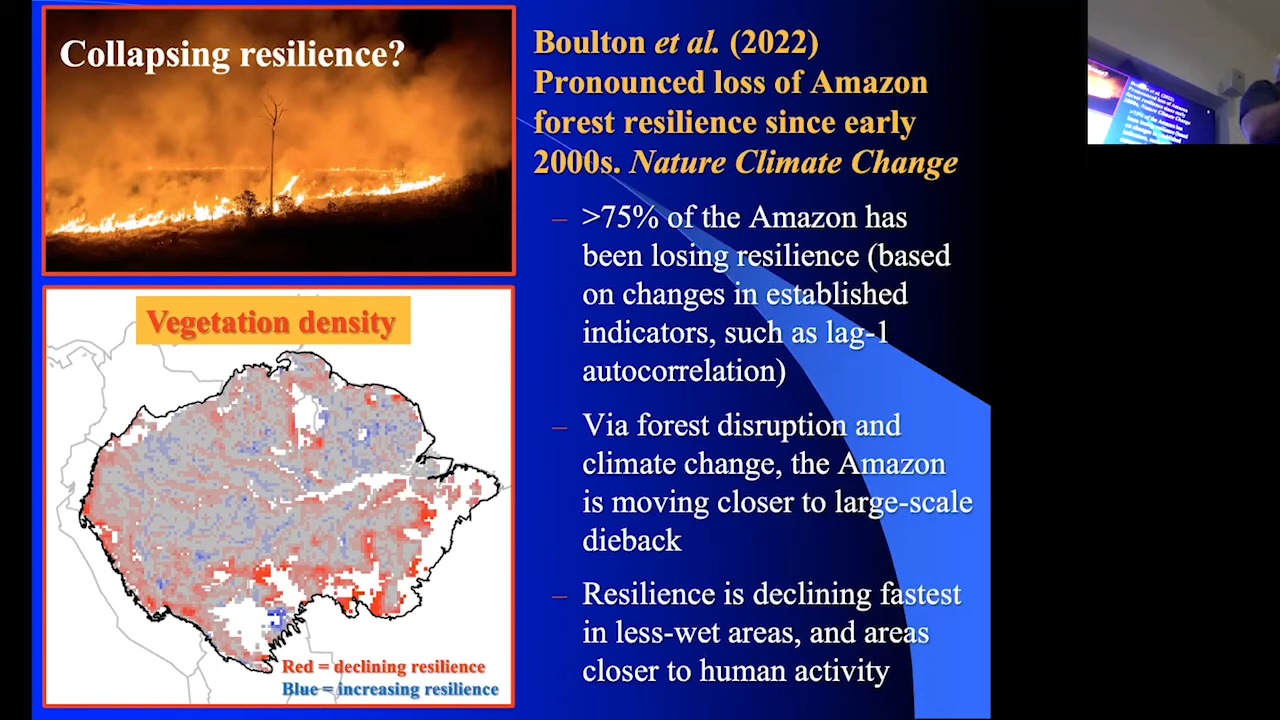 Collapsing resilience?
Vegetation density
Red = declining resilience
Blue = increasing resilience
Boulton et al. (2022)
Pronounced loss of Amazon
forest resilience since early
2000s. Nature Climate Change
– >75% of the Amazon has
been losing resilience (based
on changes in established
indicators, such as lag-1
autocorrelation)
– Via forest disruption and
climate change, the Amazon
is moving closer to large-scale
dieback
– Resilience is declining fastest
in less-wet areas, and areas
closer to human activity